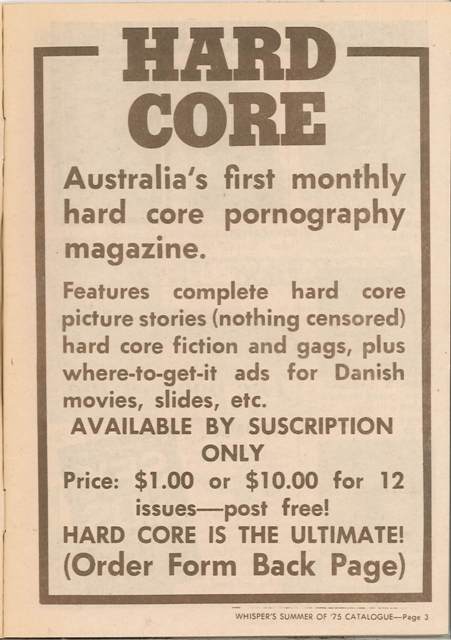 HARD
CORE
Australia's first monthly
hard core pornography
magazine.
Features complete hard core
picture stories (nothing censored)
hard core fiction and gags, plus
where-to-get-it ads for Danish
movies, slides, etc.
AVAILABLE BY SUSCRIPTION
ONLY
Price: $1.00 or $10.00 for 12
issues—post free!
HARD CORE IS THE ULTIMATE!
(Order Form Back Page)
WHISPER'S SUMMER OF '75 CATALOGUE—Page 3